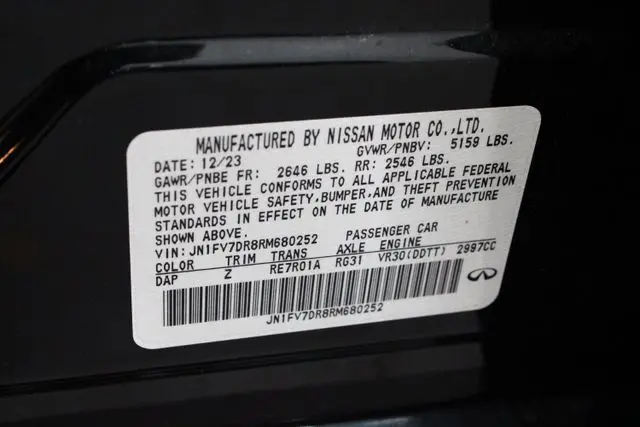 MANUFACTURED BY NISSAN MOTOR CO.,LTD.
DATE: 12/23 GVWR/PNBV: 5159 LBS.
GAWR/PNBE FR: 2646 LBS. RR: 2546 LBS.
THIS VEHICLE CONFORMS TO ALL APPLICABLE FEDERAL
MOTOR VEHICLE SAFETY,BUMPER,AND THEFT PREVENTION
STANDARDS IN EFFECT ON THE DATE OF MANUFACTURE
SHOWN ABOVE.
VIN: JN1FV7DR8RM680252 PASSENGER CAR
COLOR TRIM TRANS AXLE ENGINE
DAP Z RE7R01A RG31 VR30(DDTT) 2997CC
JN1FV7DR8RM680252